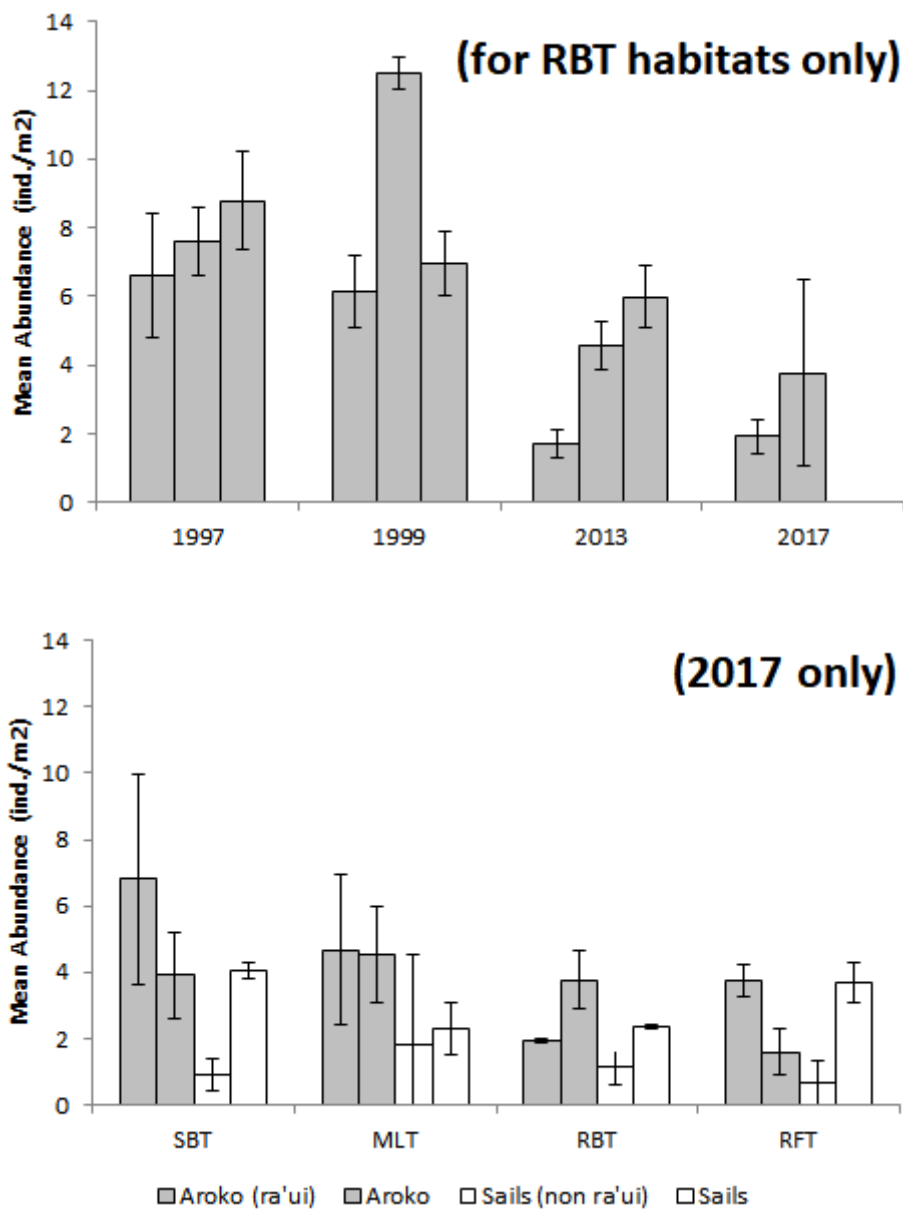 (for RBT habitats only)
Mean Abundance (ind./m2)
14
12
10
8
6
4
2
0
1997 1999 2013 2017
(2017 only)
Mean Abundance (ind./m2)
14
12
10
8
6
4
2
0
SBT MLT RBT RFT
Aroko (ra'ui) Aroko Sails (non ra'ui) Sails